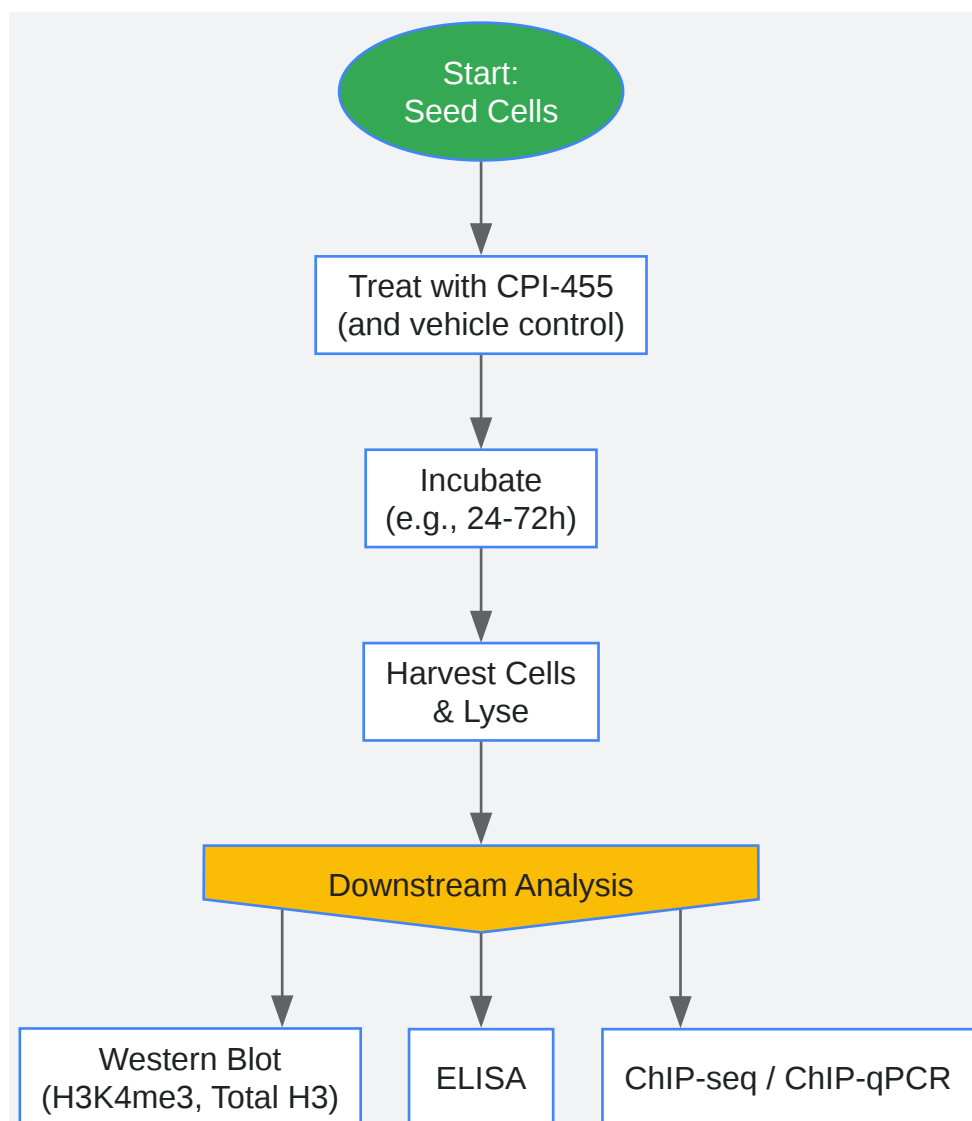 Start:
Seed Cells
Treat with CPI-455
(and vehicle control)
Incubate
(e.g., 24-72h)
Harvest Cells
& Lyse
Downstream Analysis
Western Blot
(H3K4me3, Total H3)
ELISA
ChIP-seq / ChIP-qPCR